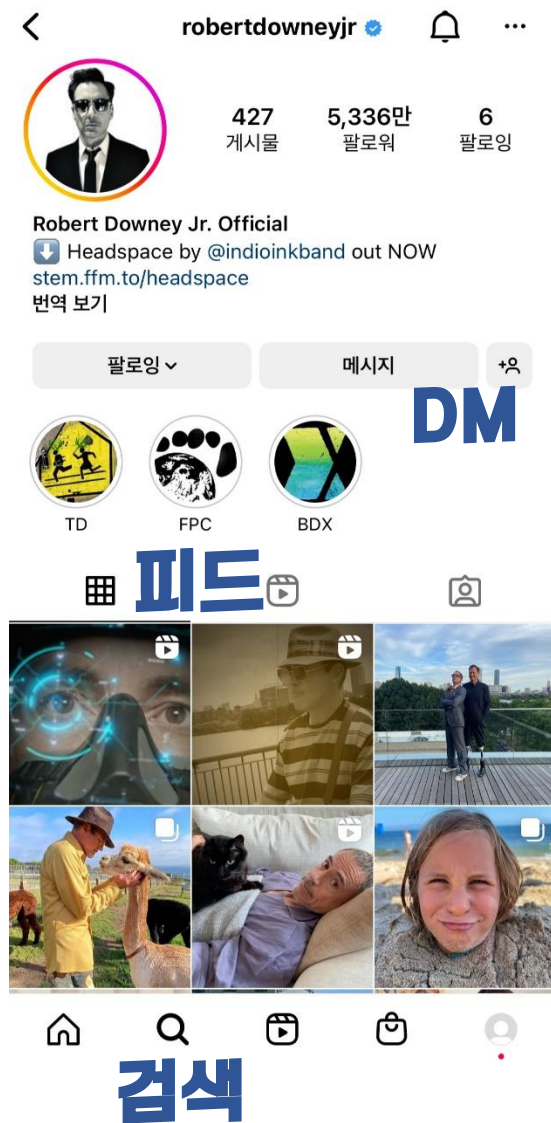 robertdowneyjr
427 5,336만 6
게시물 팔로워 팔로잉
Robert Downey Jr. Official
⬇️ Headspace by @indioinkband out NOW
stem.ffm.to/headspace
번역 보기
팔로잉 메시지
DM
TD FPC BDX
피드
검색